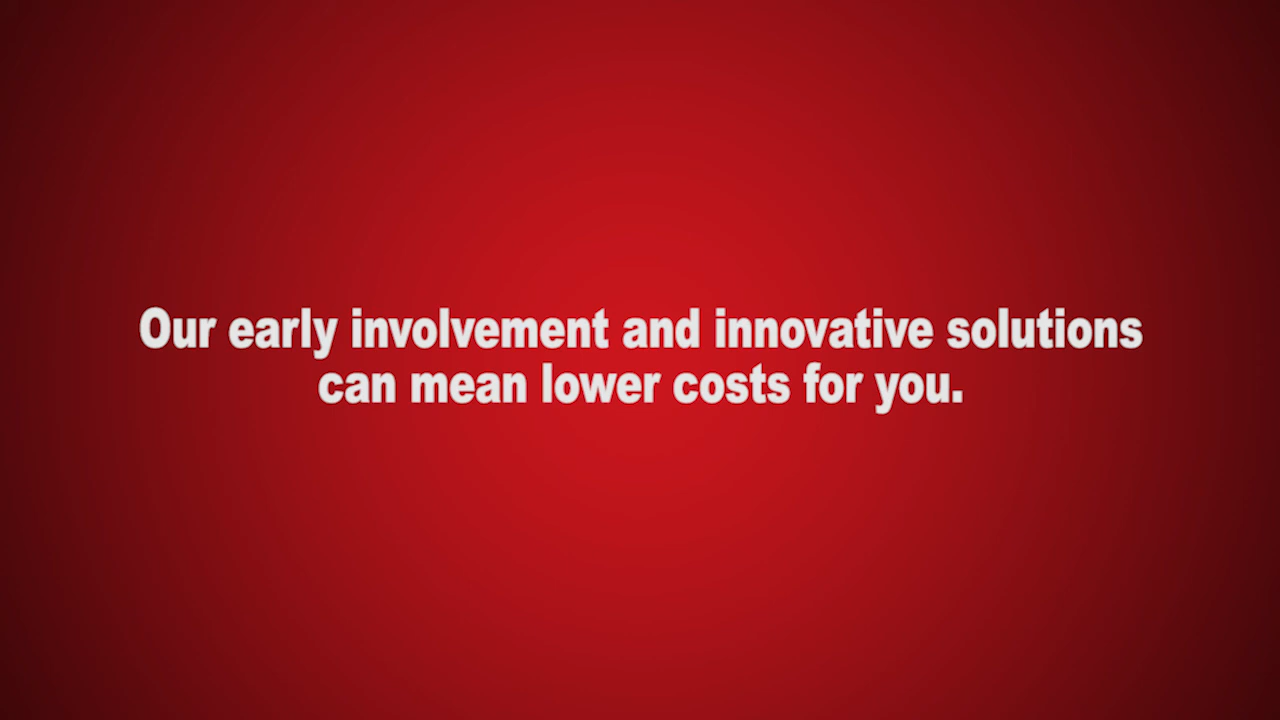 Our early involvement and innovative solutions
can mean lower costs for you.